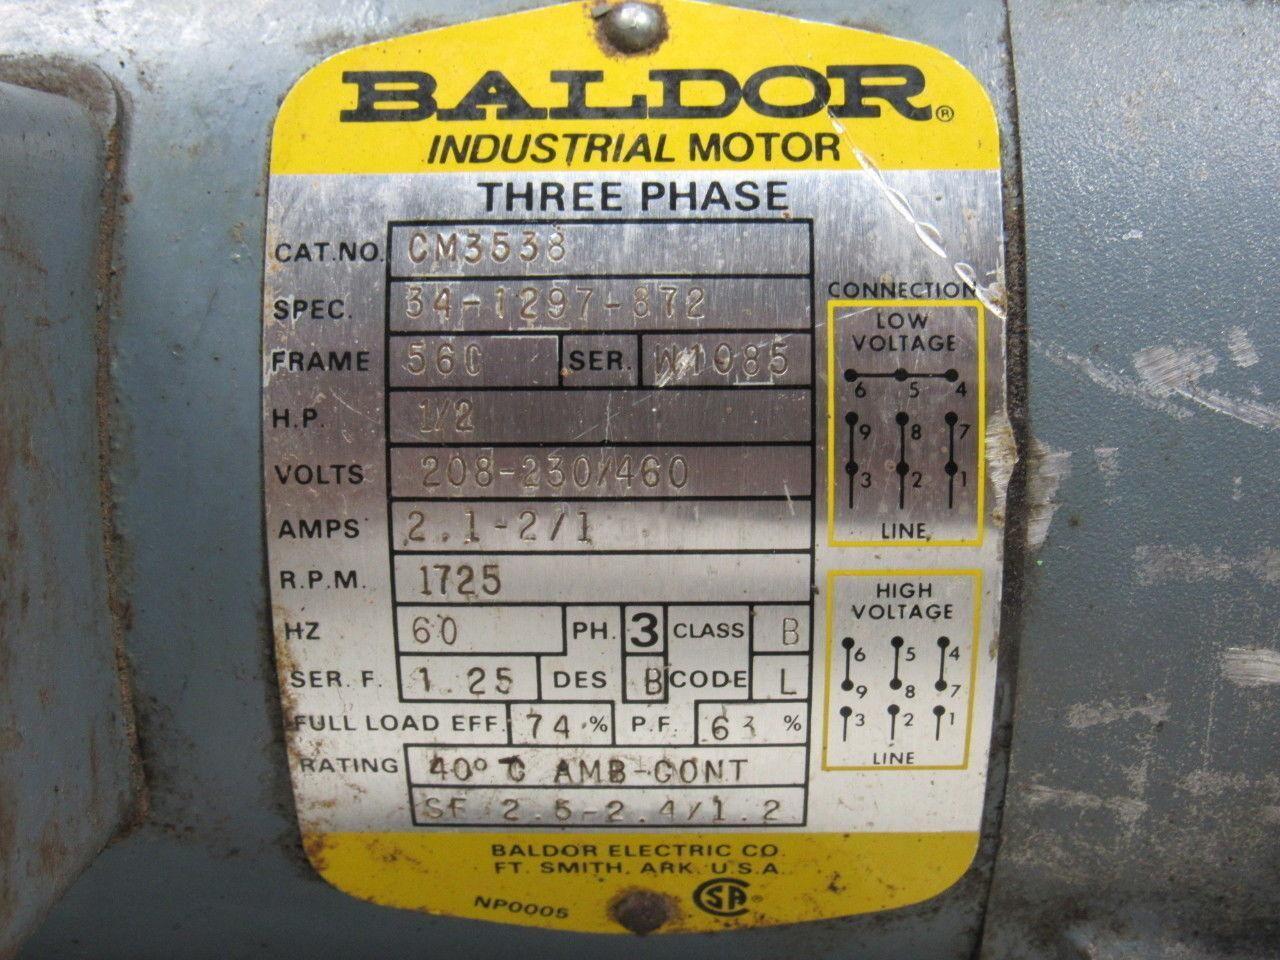 BALDOR®
INDUSTRIAL MOTOR
THREE PHASE
CAT.NO. CM3538
SPEC. 34-1297-872
FRAME 56C SER. W1085
H.P. 1/2
VOLTS 208-230/460
AMPS 2.1-2/1
R.P.M. 1725
HZ 60 PH. 3 CLASS B
SER. F. 1.25 DES B CODE L
FULL LOAD EFF. 74 % P.F. 63 %
RATING 40°C AMB-CONT
SF 2.5-2.4/1.2
CONNECTION
LOW
VOLTAGE
6 5 4
9 8 7
3 2 1
LINE
HIGH
VOLTAGE
6 5 4
9 8 7
3 2 1
LINE
BALDOR ELECTRIC CO.
FT. SMITH, ARK. U.S.A.
NP0005
SA